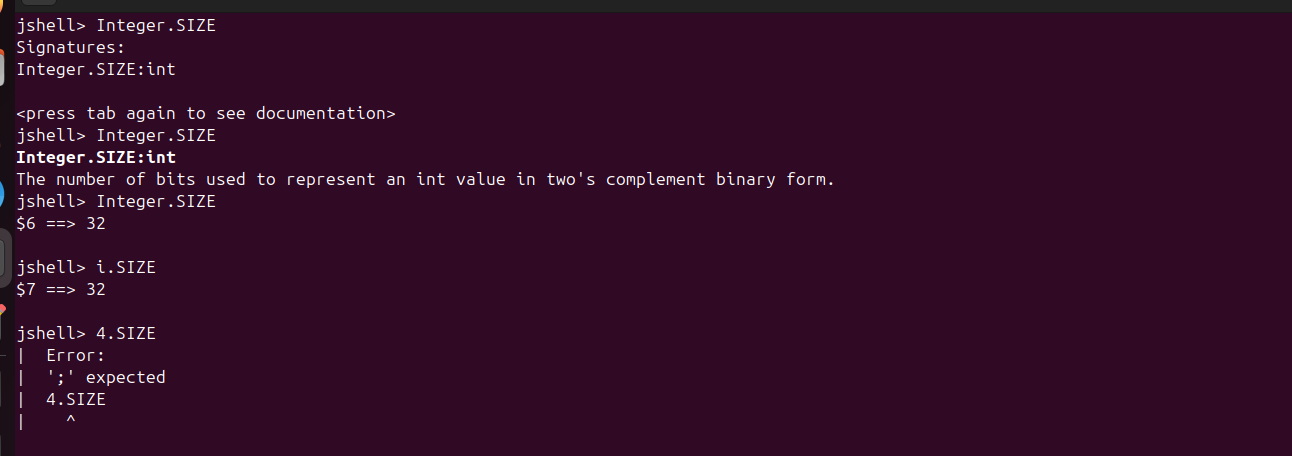 jshell> Integer.SIZE
Signatures:
Integer.SIZE:int
<press tab again to see documentation>
jshell> Integer.SIZE
Integer.SIZE:int
The number of bits used to represent an int value in two's complement binary form.
jshell> Integer.SIZE
$6 ==> 32
jshell> i.SIZE
$7 ==> 32
jshell> 4.SIZE
|  Error:
|  ';' expected
|  4.SIZE
|    ^